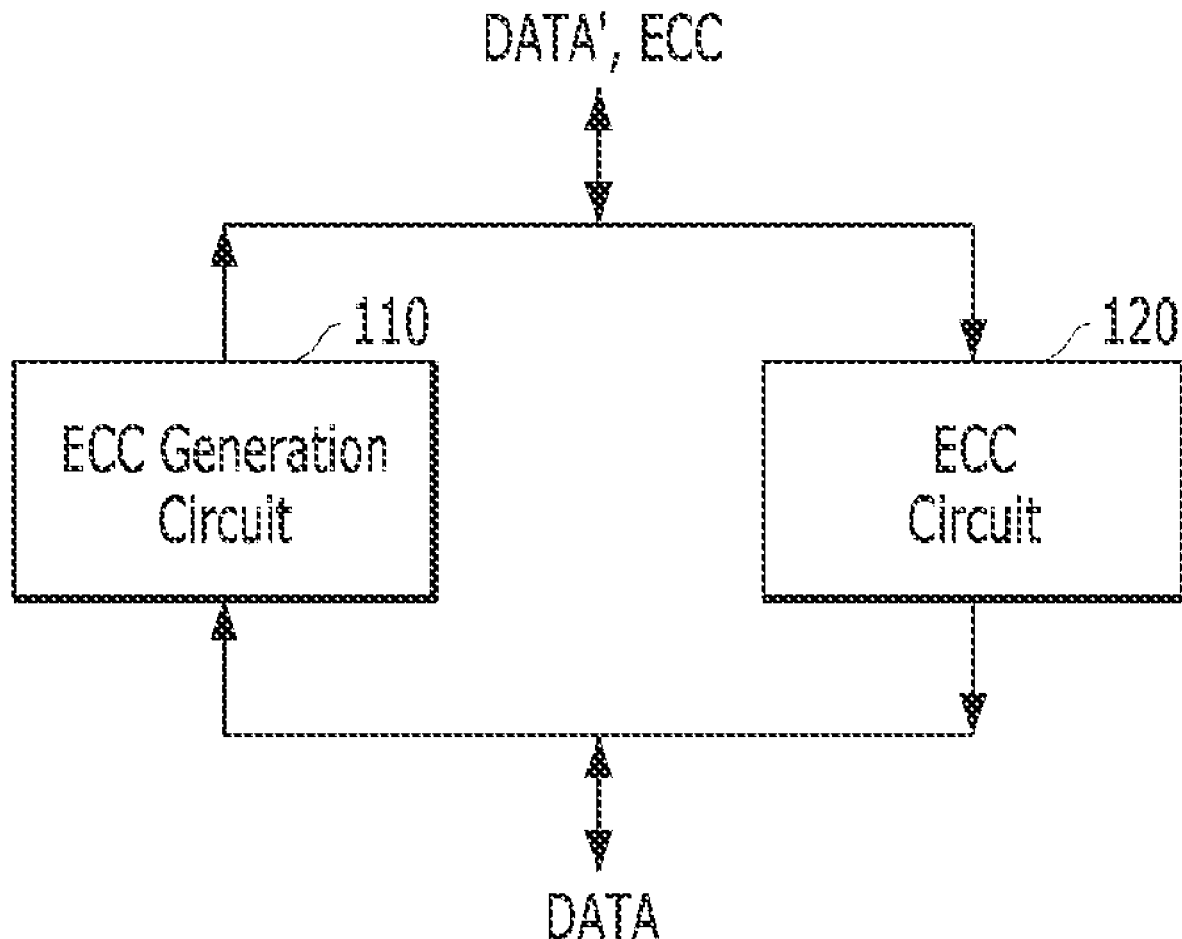 DATA', ECC
110
120
ECC Generation
Circuit
ECC
Circuit
DATA